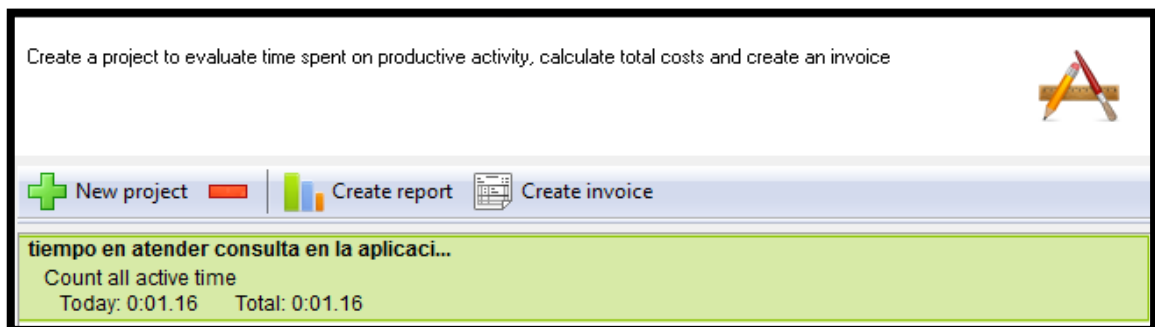 Create a project to evaluate time spent on productive activity, calculate total costs and create an invoice
New project Create report Create invoice
tiempo en atender consulta en la aplicaci...
Count all active time
Today: 0:01.16 Total: 0:01.16